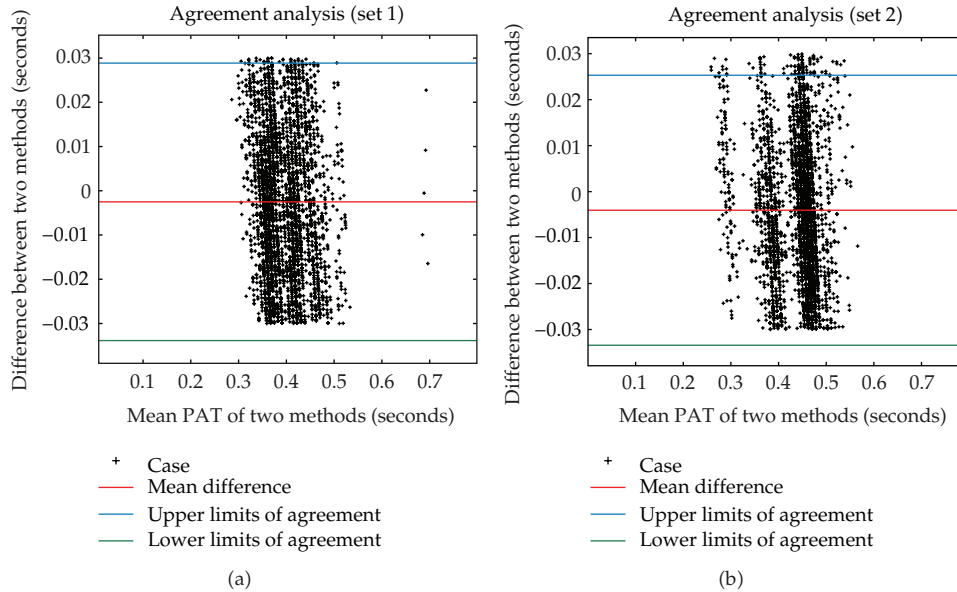 Agreement analysis (set 1)
Difference between two methods (seconds)
0.03
0.02
0.01
0
−0.01
−0.02
−0.03
0.1 0.2 0.3 0.4 0.5 0.6 0.7
Mean PAT of two methods (seconds)
Case
Mean difference
Upper limits of agreement
Lower limits of agreement
(a)
Agreement analysis (set 2)
Difference between two methods (seconds)
0.03
0.02
0.01
0
−0.01
−0.02
−0.03
0.1 0.2 0.3 0.4 0.5 0.6 0.7
Mean PAT of two methods (seconds)
Case
Mean difference
Upper limits of agreement
Lower limits of agreement
(b)